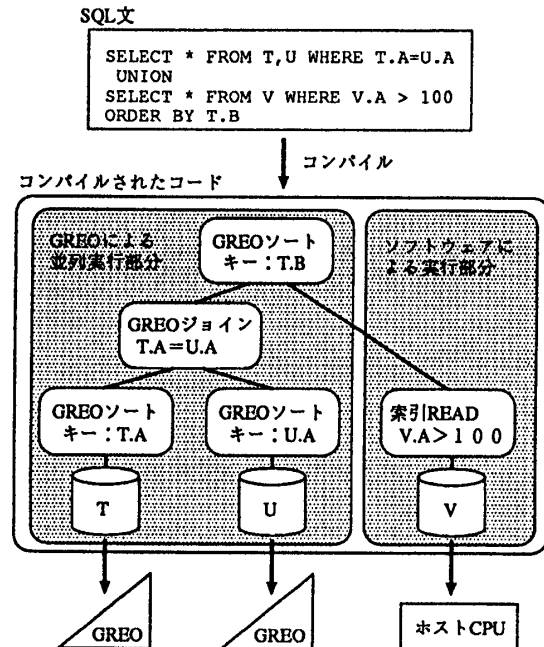 SQL文
SELECT * FROM T,U WHERE T.A=U.A
UNION
SELECT * FROM V WHERE V.A > 100
ORDER BY T.B
コンパイル
コンパイルされたコード
GREOによる
並列実行部分
GREOソート
キー：T.B
ソフトウェアに
よる実行部分
GREOジョイン
T.A＝U.A
GREOソート
キー：T.A
GREOソート
キー：U.A
索引READ
V.A＞１００
T
U
V
GREO
GREO
ホストCPU